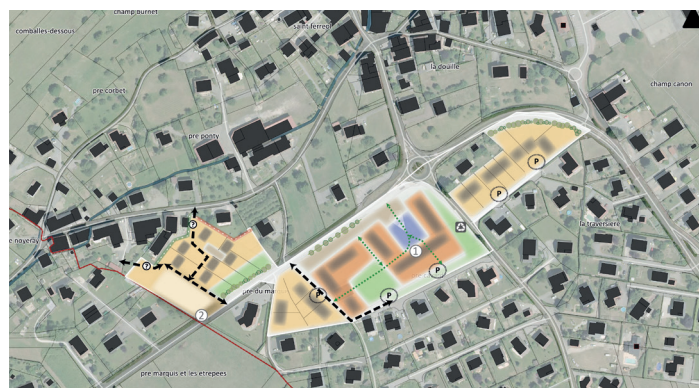 champ burnet
saint ferreol
comballes-dessous
la douille
champ canon
pre corbet
pre ponty
P
P
?
la traversière
e noyeray
1
?
P
pre du ma
P
P
2
pre marquis et les etrepees